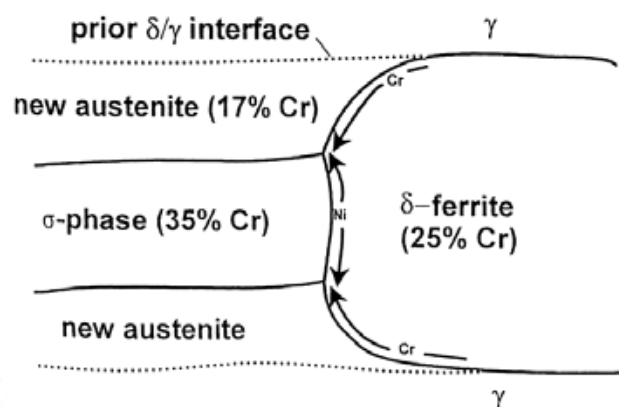 prior δ/γ interface
γ
new austenite (17% Cr)
Cr
σ-phase (35% Cr)
Ni
δ–ferrite
(25% Cr)
new austenite
Cr
γ